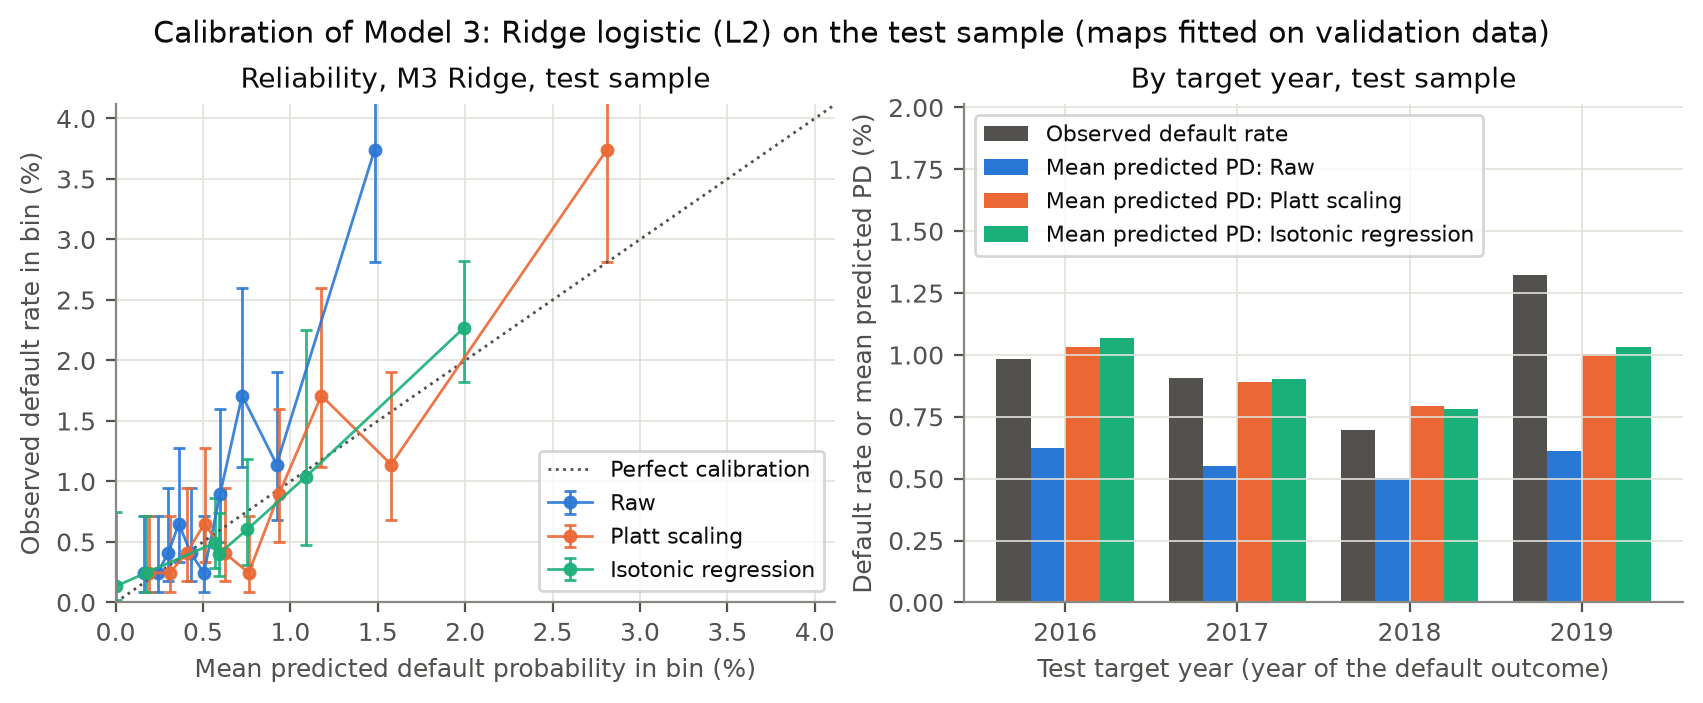 Calibration of Model 3: Ridge logistic (L2) on the test sample (maps fitted on validation data)
Reliability, M3 Ridge, test sample
Observed default rate in bin (%)
4.0
3.5
3.0
2.5
2.0
1.5
1.0
0.5
0.0
Perfect calibration
Raw
Platt scaling
Isotonic regression
0.0 0.5 1.0 1.5 2.0 2.5 3.0 3.5 4.0
Mean predicted default probability in bin (%)
By target year, test sample
Default rate or mean predicted PD (%)
2.00
1.75
1.50
1.25
1.00
0.75
0.50
0.25
0.00
Observed default rate
Mean predicted PD: Raw
Mean predicted PD: Platt scaling
Mean predicted PD: Isotonic regression
2016 2017 2018 2019
Test target year (year of the default outcome)